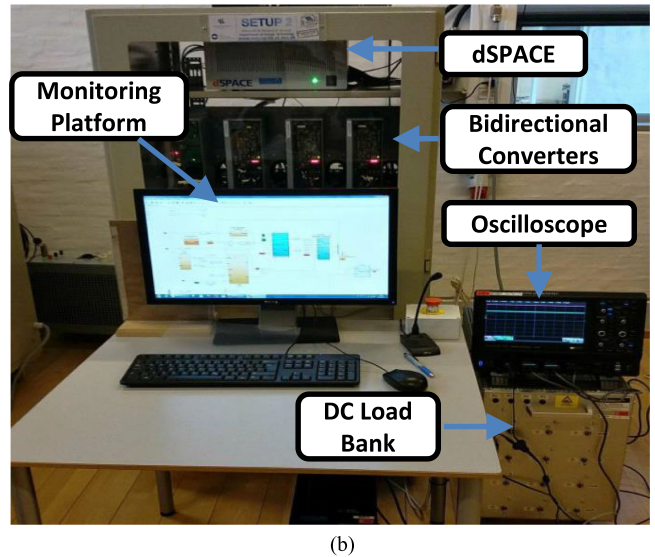 SETUP 2
dSPACE
dSPACE
Monitoring
Platform
Bidirectional
Converters
Oscilloscope
DC Load
Bank
(b)